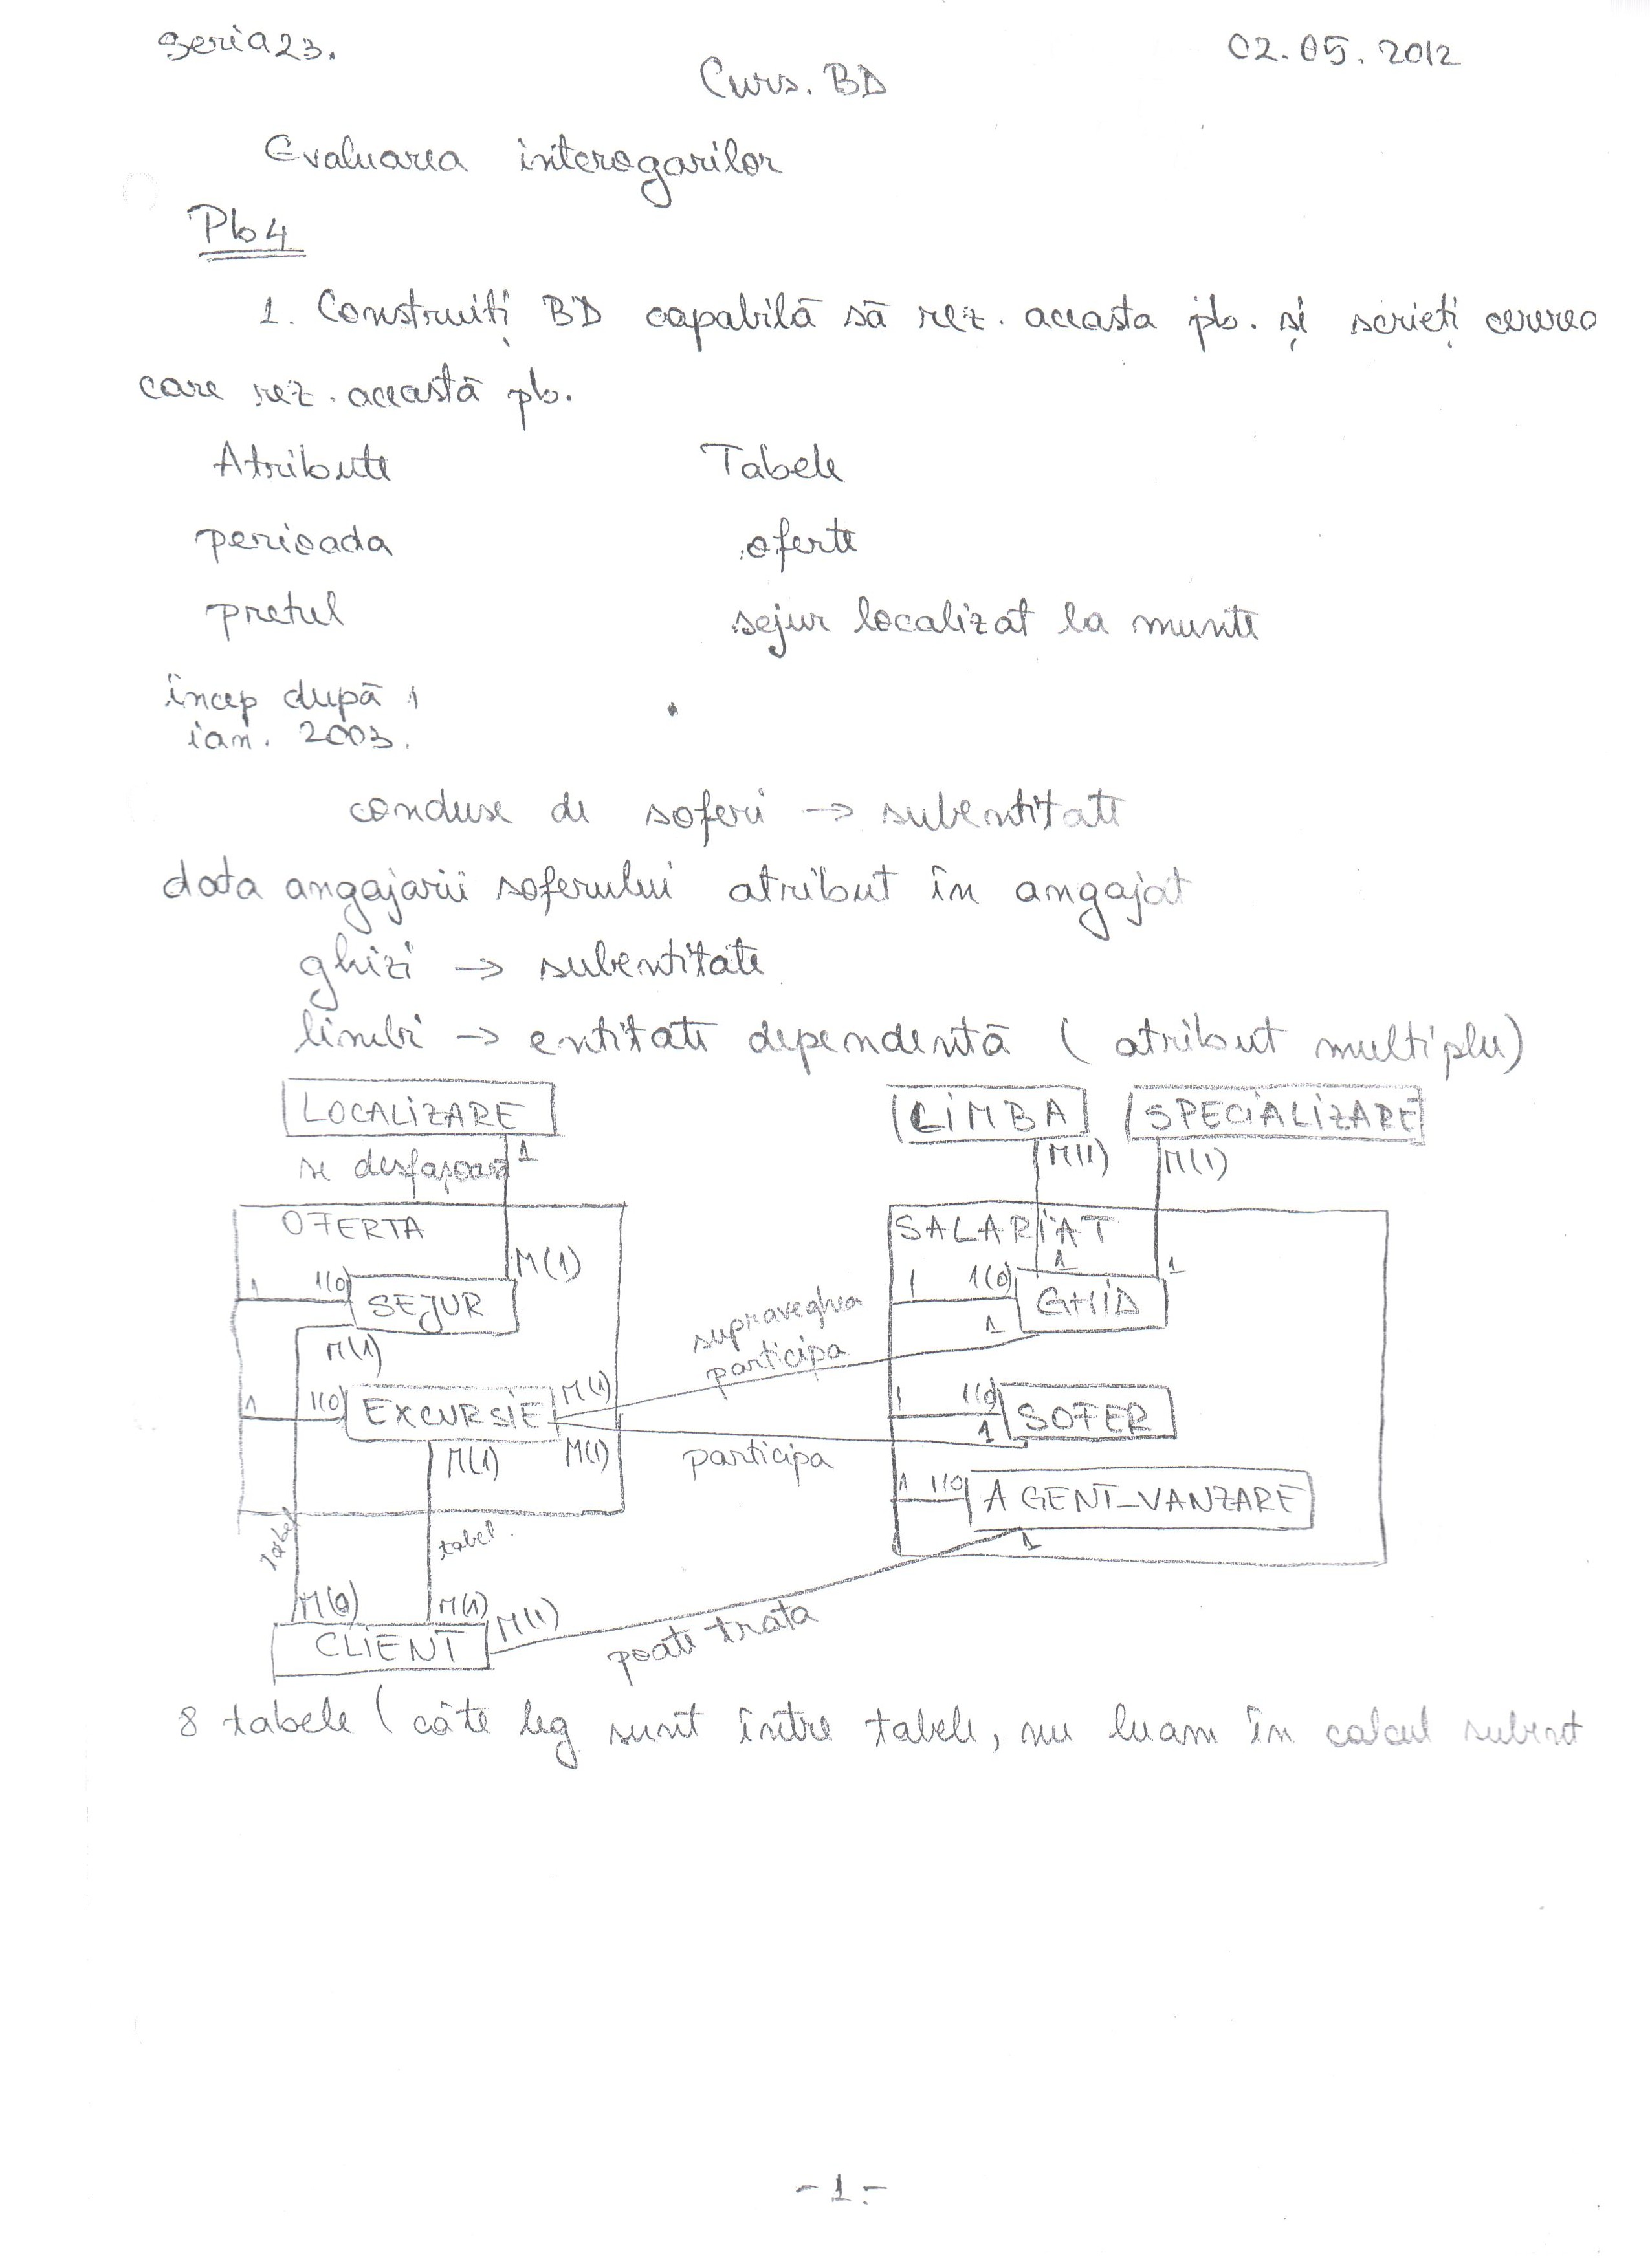 Seria 23.
02.05.2012
Curs. BD
Evaluarea interogarilor
Pb4
1. Construiți BD capabilă să rez. aceasta pb. și scrieți cererea
care rez. această pb.
Atribute Tabele
perioada oferte
pretul sejur localizat la munte
încep după 1
ian. 2003.
conduse de soferi → subentitate
data angajarii soferului atribut în angajat
ghizi → subentitate
limbi → entitate dependentă (atribut multiplu)
LOCALIZARE LIMBA SPECIALIZARE
se desfașoară 1 M(1) M(1)
OFERTA SALARIAT
M(1) 1 1
1 1(0) SEJUR 1 1(0) GHID
M(1) supraveghea 1
participa
1 1(0) EXCURSIE M(1) 1 1(0) SOFER
M(1) M(1) participa 1
1 1(0) AGENT_VANZARE
tabel tabel. 1
M(0) M(1) M(1)
CLIENT poate trata
8 tabele (câte leg sunt între tabele, nu luam în calcul subent
- 1 -